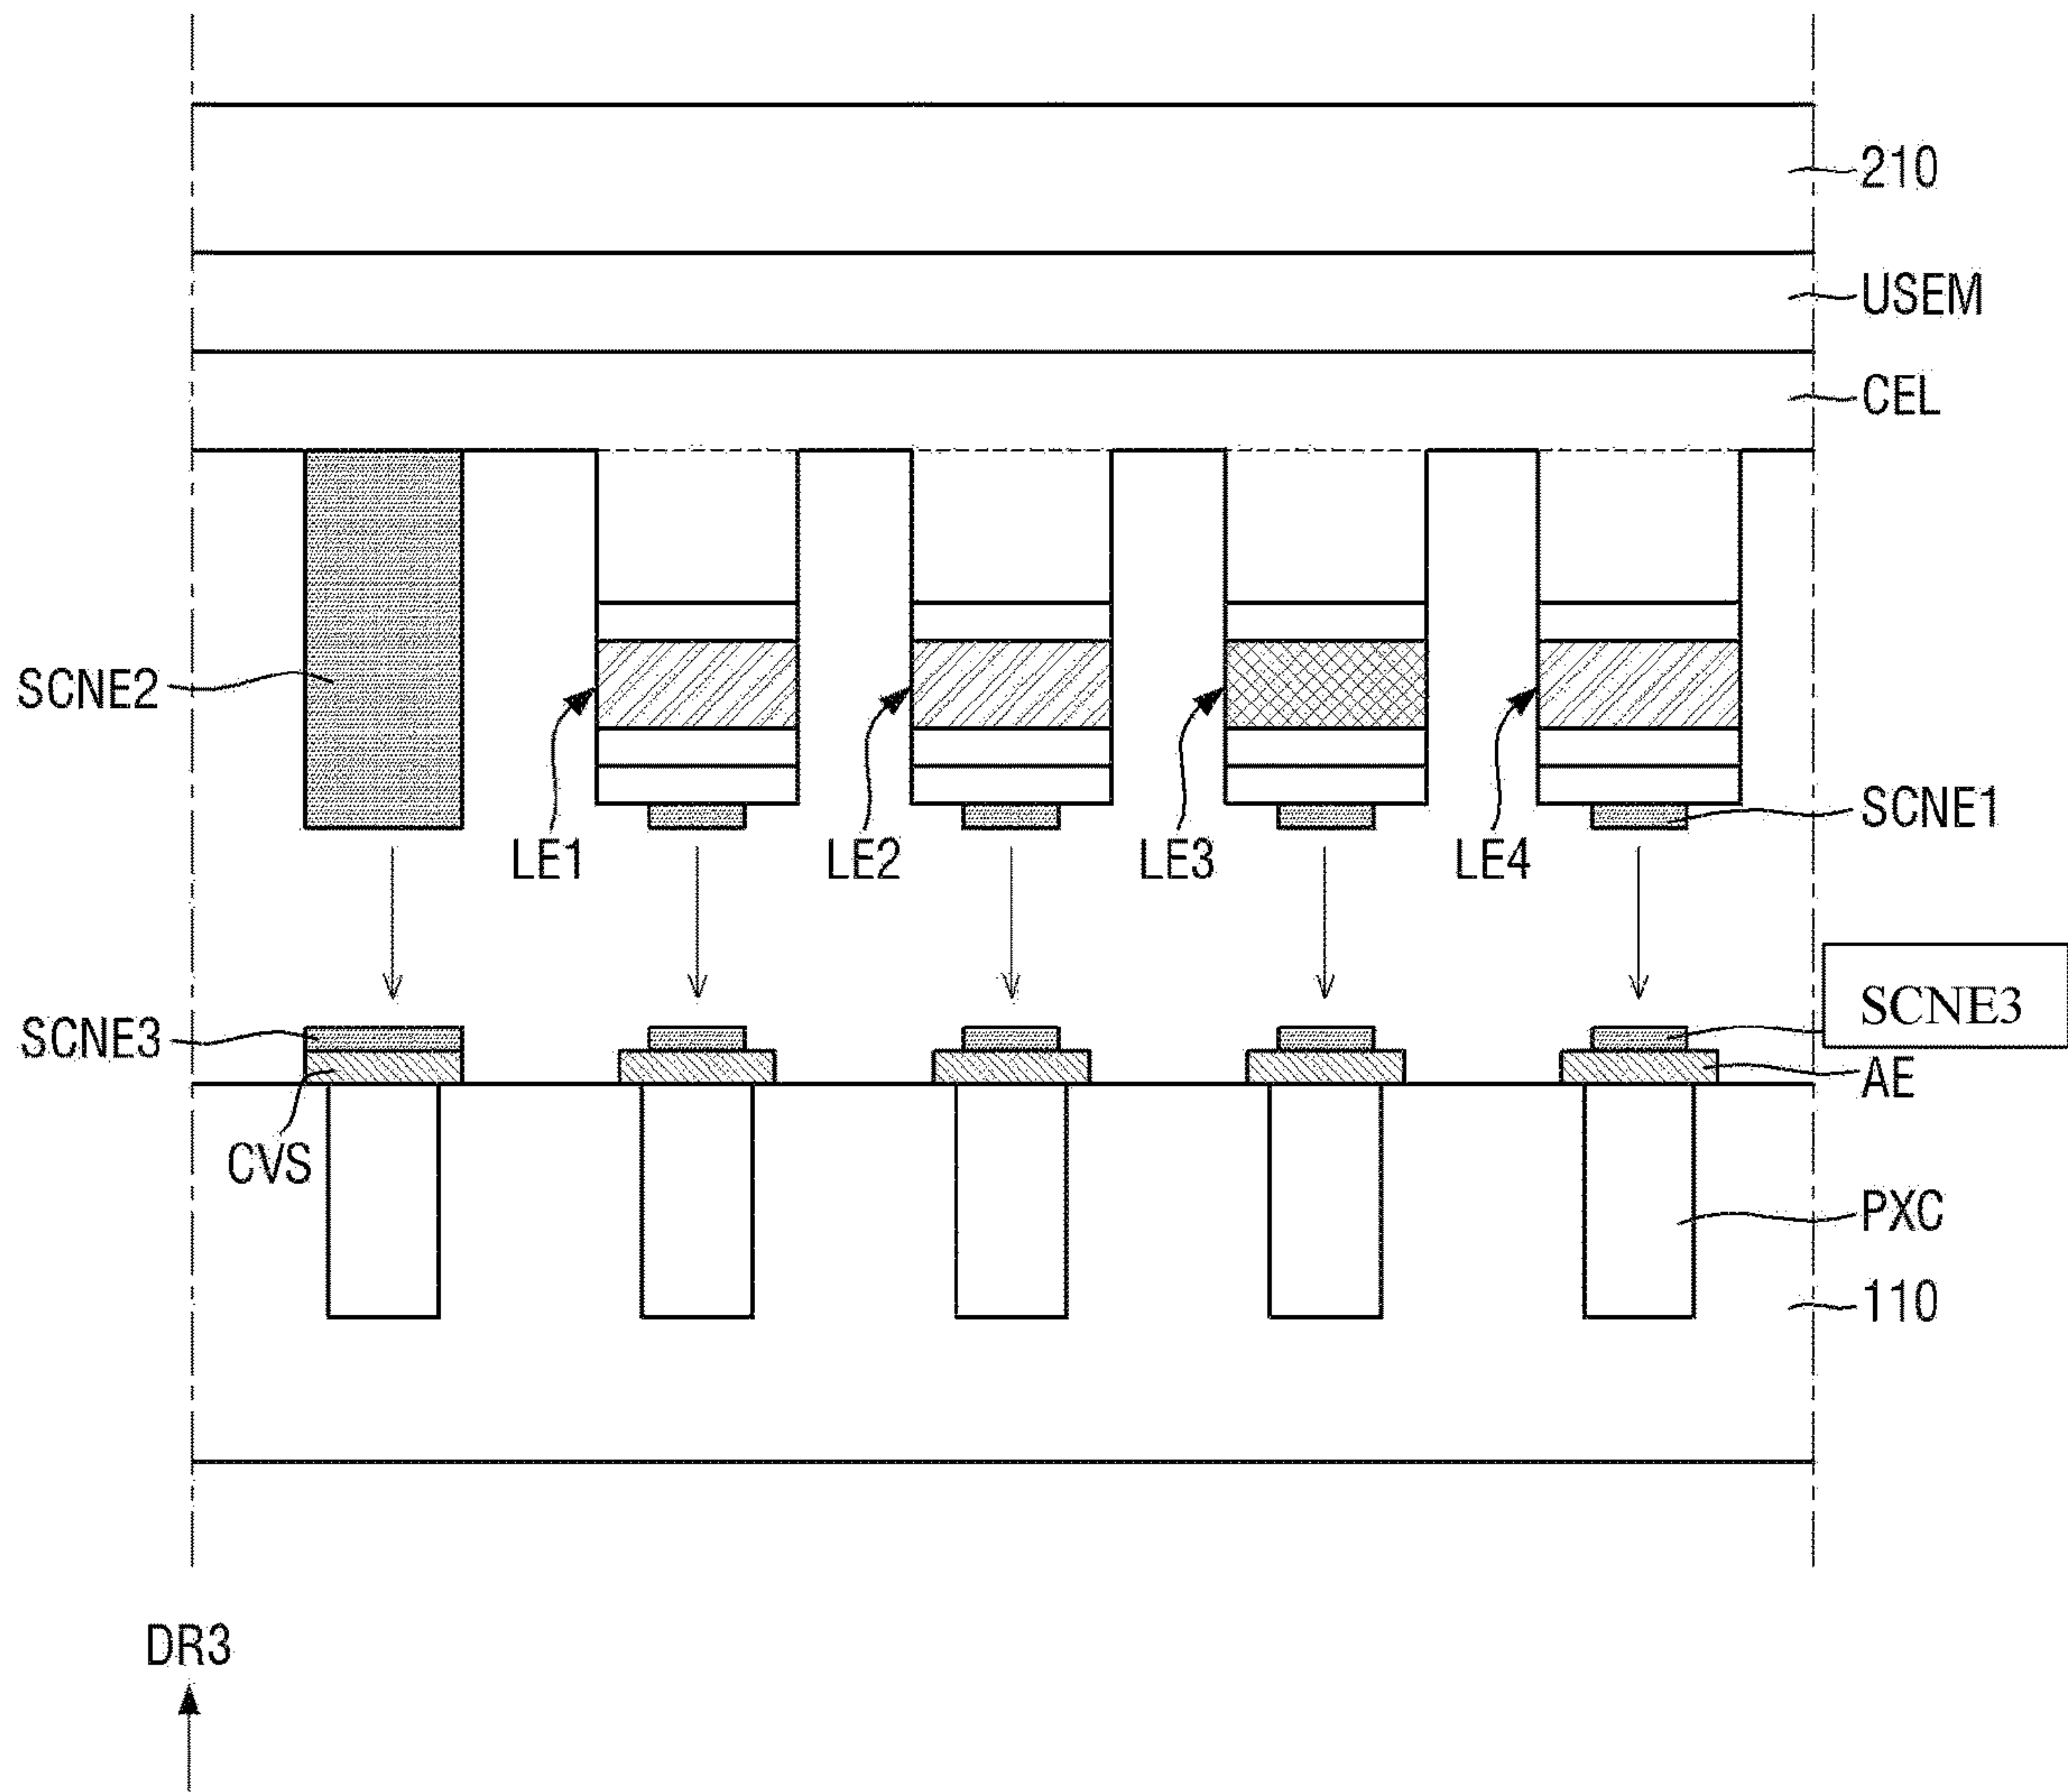 210
USEM
CEL
SCNE2
LE1
LE2
LE3
LE4
SCNE1
SCNE3
SCNE3
AE
CVS
PXC
110
DR3